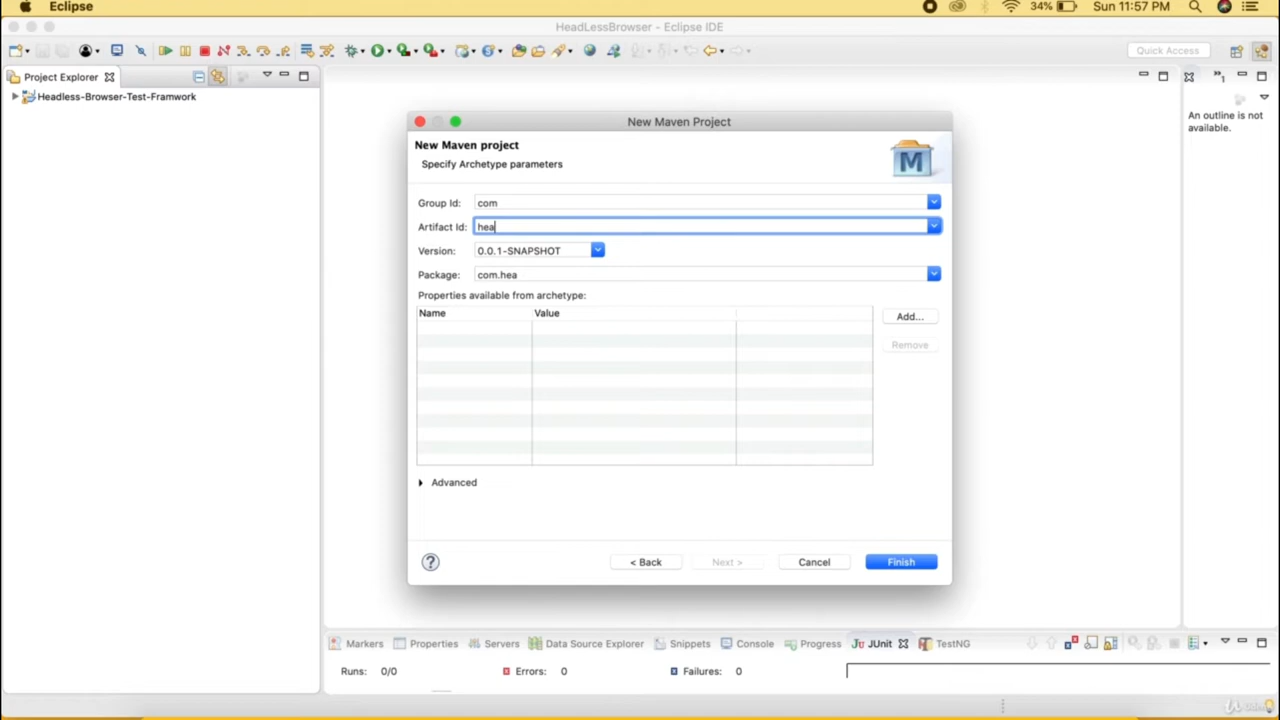 Eclipse
34%
Sun 11:57 PM
HeadLessBrowser - Eclipse IDE
Quick Access
Project Explorer
Headless-Browser-Test-Framwork
An outline is not
available.
New Maven Project
New Maven project
Specify Archetype parameters
M
Group Id: com
Artifact Id: hea
Version: 0.0.1-SNAPSHOT
Package: com.hea
Properties available from archetype:
Name Value
Add...
Remove
Advanced
? < Back Next > Cancel Finish
Markers Properties Servers Data Source Explorer Snippets Console Progress Ju JUnit TestNG
Runs: 0/0 Errors: 0 Failures: 0